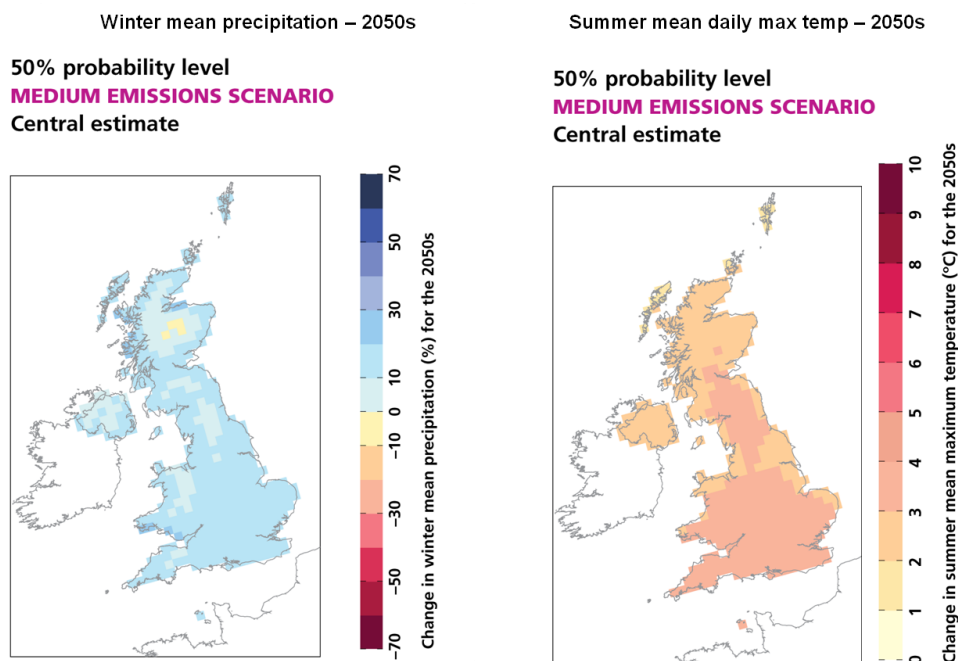 Winter mean precipitation – 2050s
50% probability level
MEDIUM EMISSIONS SCENARIO
Central estimate
70
50
30
10
0
−10
−30
−50
−70
Change in winter mean precipitation (%) for the 2050s
Summer mean daily max temp – 2050s
50% probability level
MEDIUM EMISSIONS SCENARIO
Central estimate
10
9
8
7
6
5
4
3
2
1
0
Change in summer mean maximum temperature (°C) for the 2050s